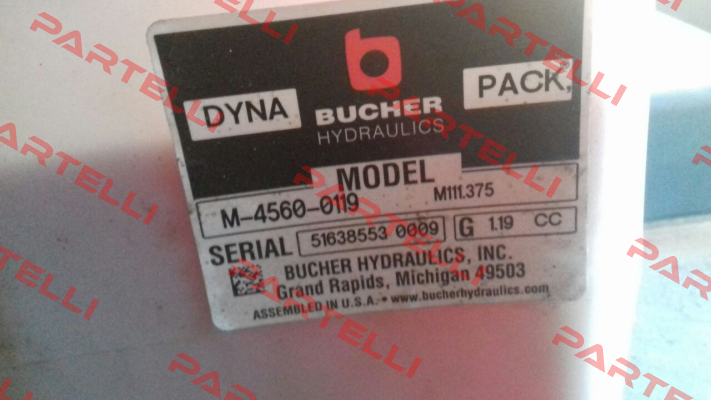 DYNA
PACK,
BUCHER
HYDRAULICS
MODEL
M-4560-0119 M111.375
SERIAL 51638553 0009 G 1.19 CC
BUCHER HYDRAULICS, INC.
Grand Rapids, Michigan 49503
ASSEMBLED IN U.S.A. • www.bucherhydraulics.com
PARTELLI
PARTELLI
PARTELLI
PARTELLI
PARTELLI
PARTELLI
PARTELLI